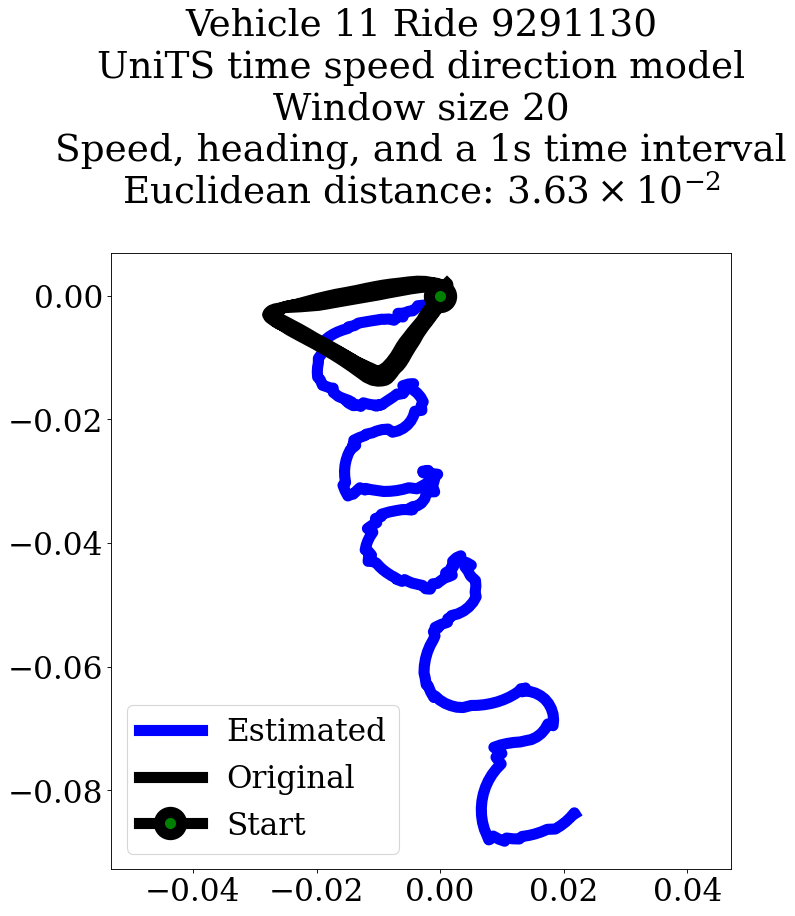 Vehicle 11 Ride 9291130
UniTS time speed direction model
Window size 20
Speed, heading, and a 1s time interval
Euclidean distance: 3.63 × 10⁻²
0.00
−0.02
−0.04
−0.06
−0.08
Estimated
Original
Start
−0.04 −0.02 0.00 0.02 0.04